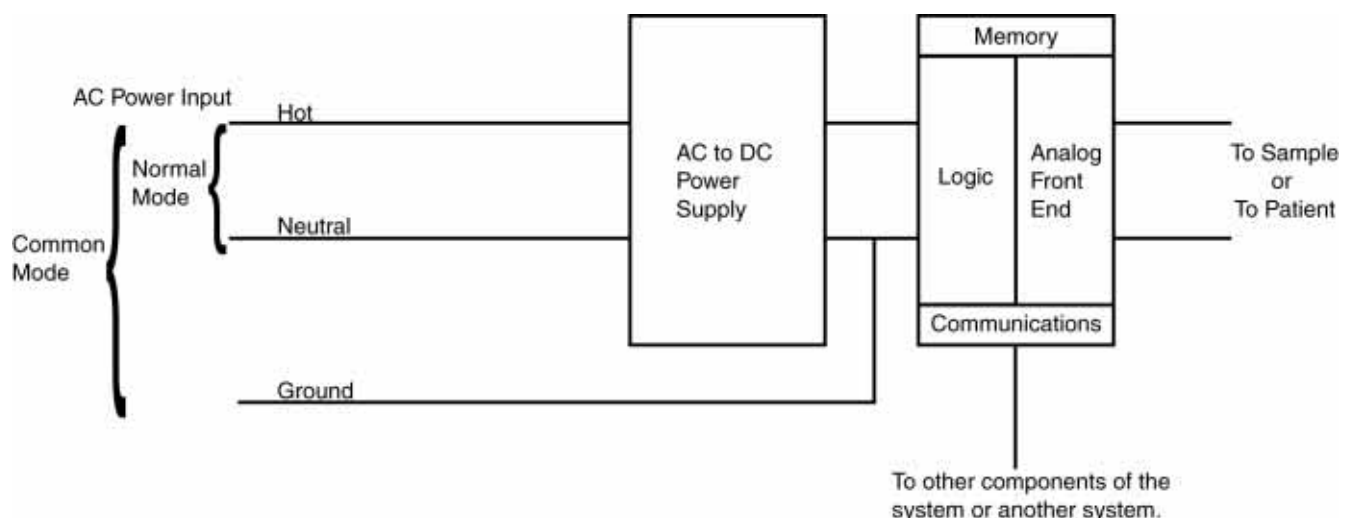 AC Power Input
Hot
Normal
Mode
Neutral
Common
Mode
Ground
AC to DC
Power
Supply
Memory
Logic
Analog
Front
End
Communications
To Sample
or
To Patient
To other components of the
system or another system.